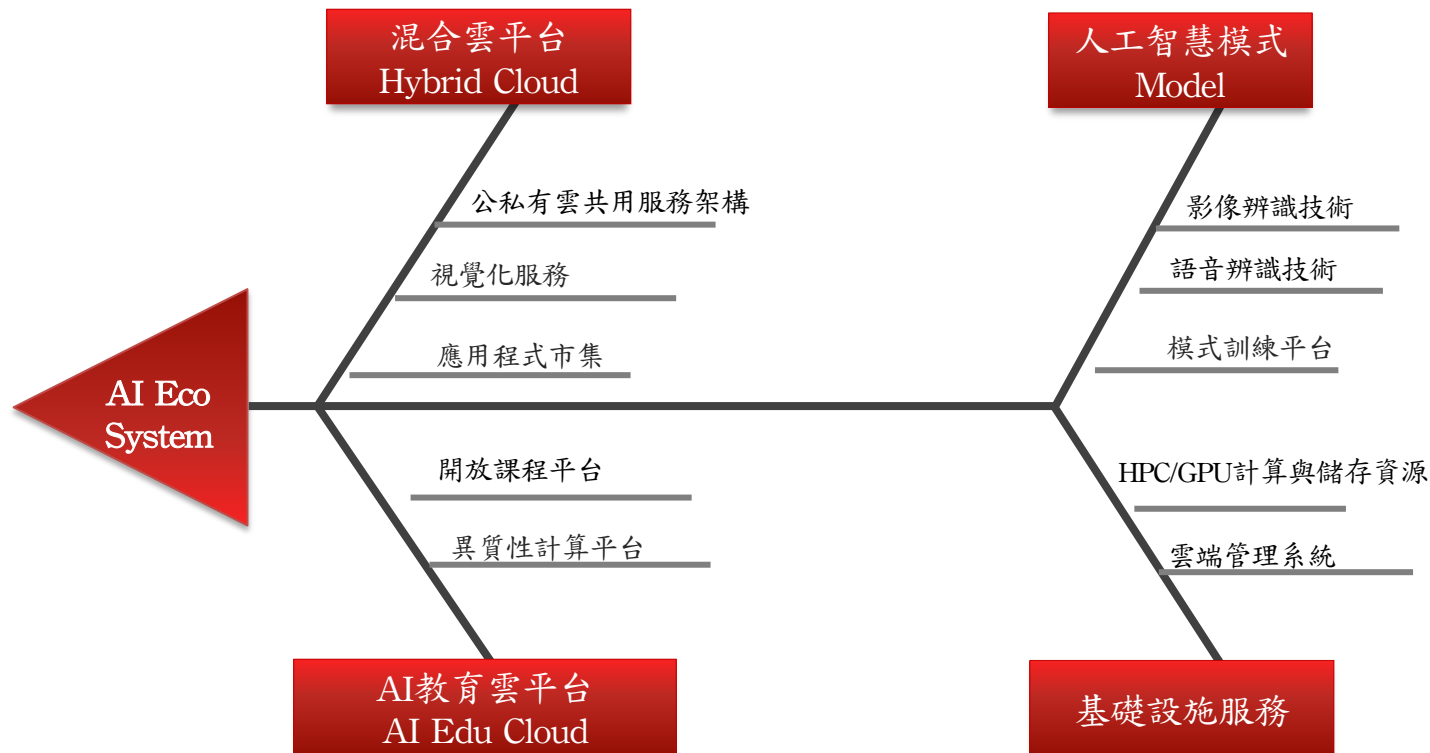 混合雲平台
Hybrid Cloud
人工智慧模式
Model
公私有雲共用服務架構
視覺化服務
應用程式市集
影像辨識技術
語音辨識技術
模式訓練平台
AI Eco
System
開放課程平台
異質性計算平台
HPC/GPU計算與儲存資源
雲端管理系統
AI教育雲平台
AI Edu Cloud
基礎設施服務